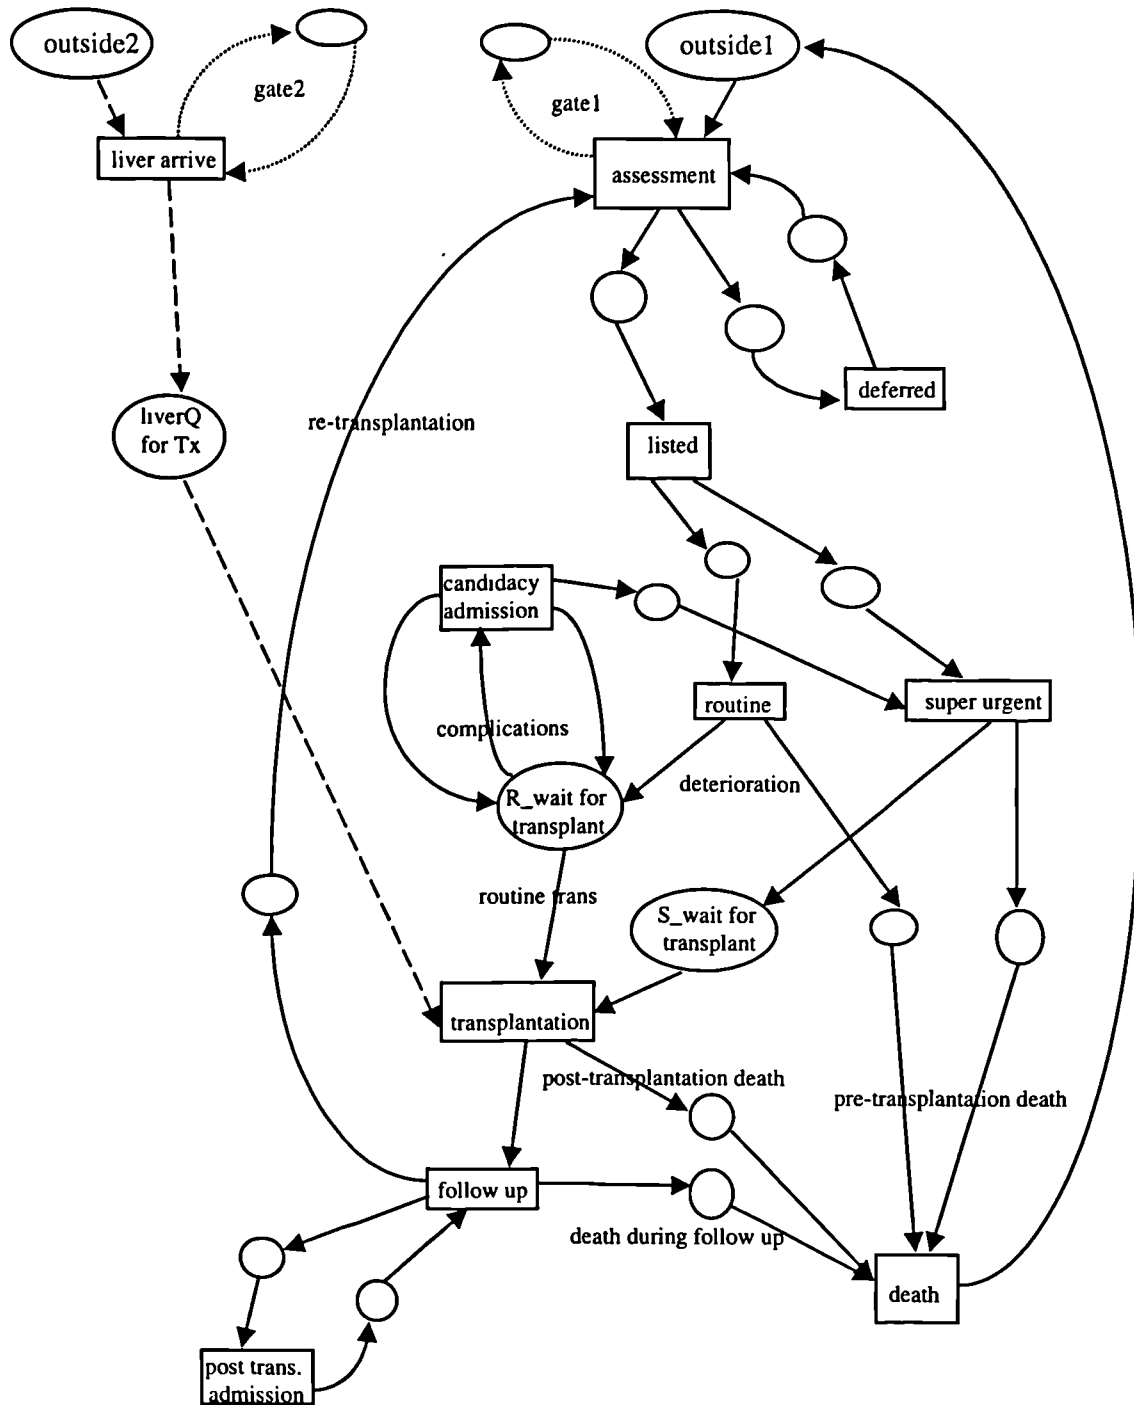 outside2
outside1
gate2
gate1
liver arrive
assessment
deferred
liverQ
for Tx
re-transplantation
listed
candidacy
admission
routine
super urgent
complications
deterioration
R_wait for
transplant
routine trans
S_wait for
transplant
transplantation
post-transplantation death
pre-transplantation death
follow up
death during follow up
death
post trans.
admission